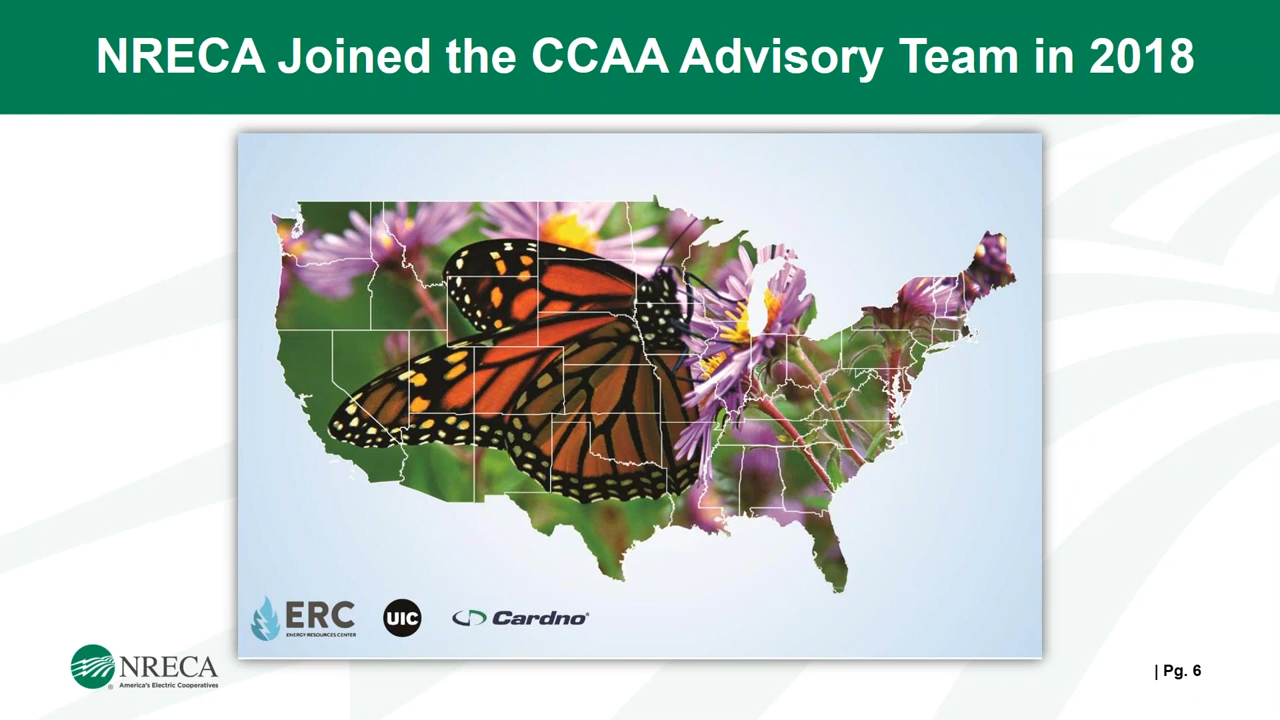 NRECA Joined the CCAA Advisory Team in 2018
ERC
ENERGY RESOURCES CENTER
UIC
Cardno®
NRECA
®
America's Electric Cooperatives
| Pg. 6